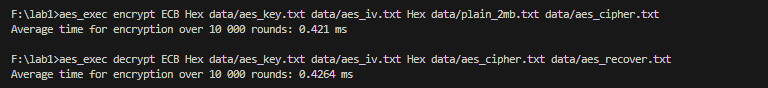 F:\lab1>aes_exec encrypt ECB Hex data/aes_key.txt data/aes_iv.txt Hex data/plain_2mb.txt data/aes_cipher.txt
Average time for encryption over 10 000 rounds: 0.421 ms
F:\lab1>aes_exec decrypt ECB Hex data/aes_key.txt data/aes_iv.txt Hex data/aes_cipher.txt data/aes_recover.txt
Average time for encryption over 10 000 rounds: 0.4264 ms